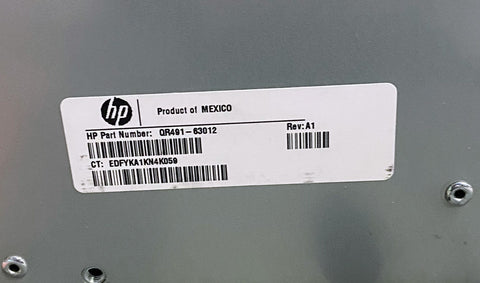 hp
Product of MEXICO
HP Part Number: QR491-63012
Rev:A1
CT: EDFYKA1KN4K059